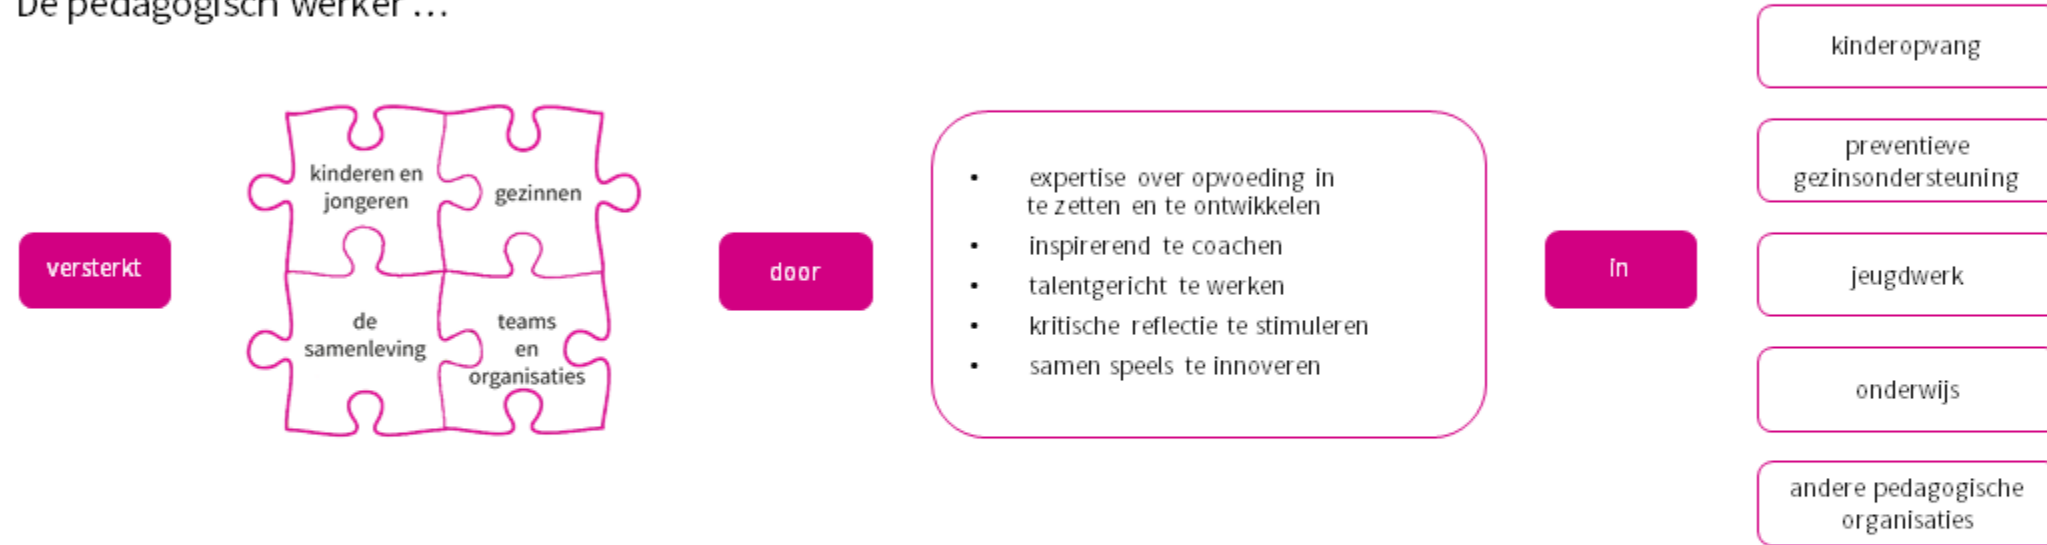 De pedagogisch werker ...
versterkt
kinderen en
jongeren
gezinnen
de
samenleving
teams
en
organisaties
door
• expertise over opvoeding in
te zetten en te ontwikkelen
• inspirerend te coachen
• talentgericht te werken
• kritische reflectie te stimuleren
• samen speels te innoveren
in
kinderopvang
preventieve
gezinsondersteuning
jeugdwerk
onderwijs
andere pedagogische
organisaties